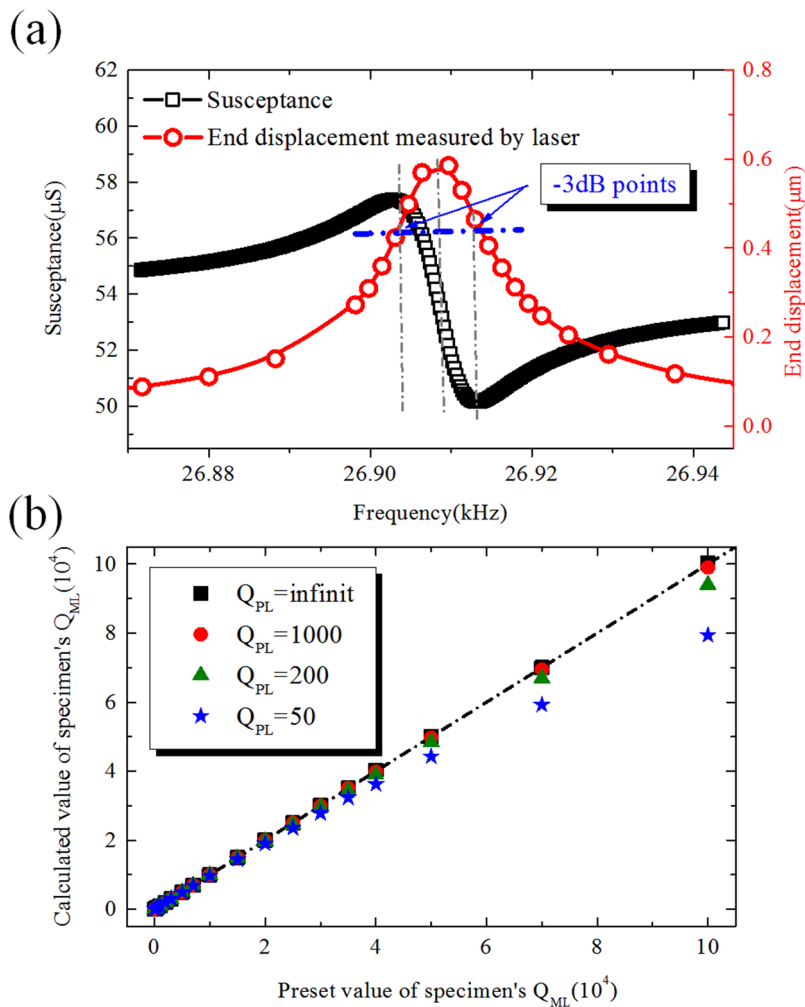 (a)
62
60
58
56
54
52
50
Susceptance(μS)
Susceptance
End displacement measured by laser
-3dB points
0.8
0.6
0.4
0.2
0.0
End displacement(μm)
26.88
26.90
26.92
26.94
Frequency(kHz)
(b)
10
8
6
4
2
0
Calculated value of specimen's Q_ML(10^4)
Q_PL=infinit
Q_PL=1000
Q_PL=200
Q_PL=50
0
2
4
6
8
10
Preset value of specimen's Q_ML(10^4)